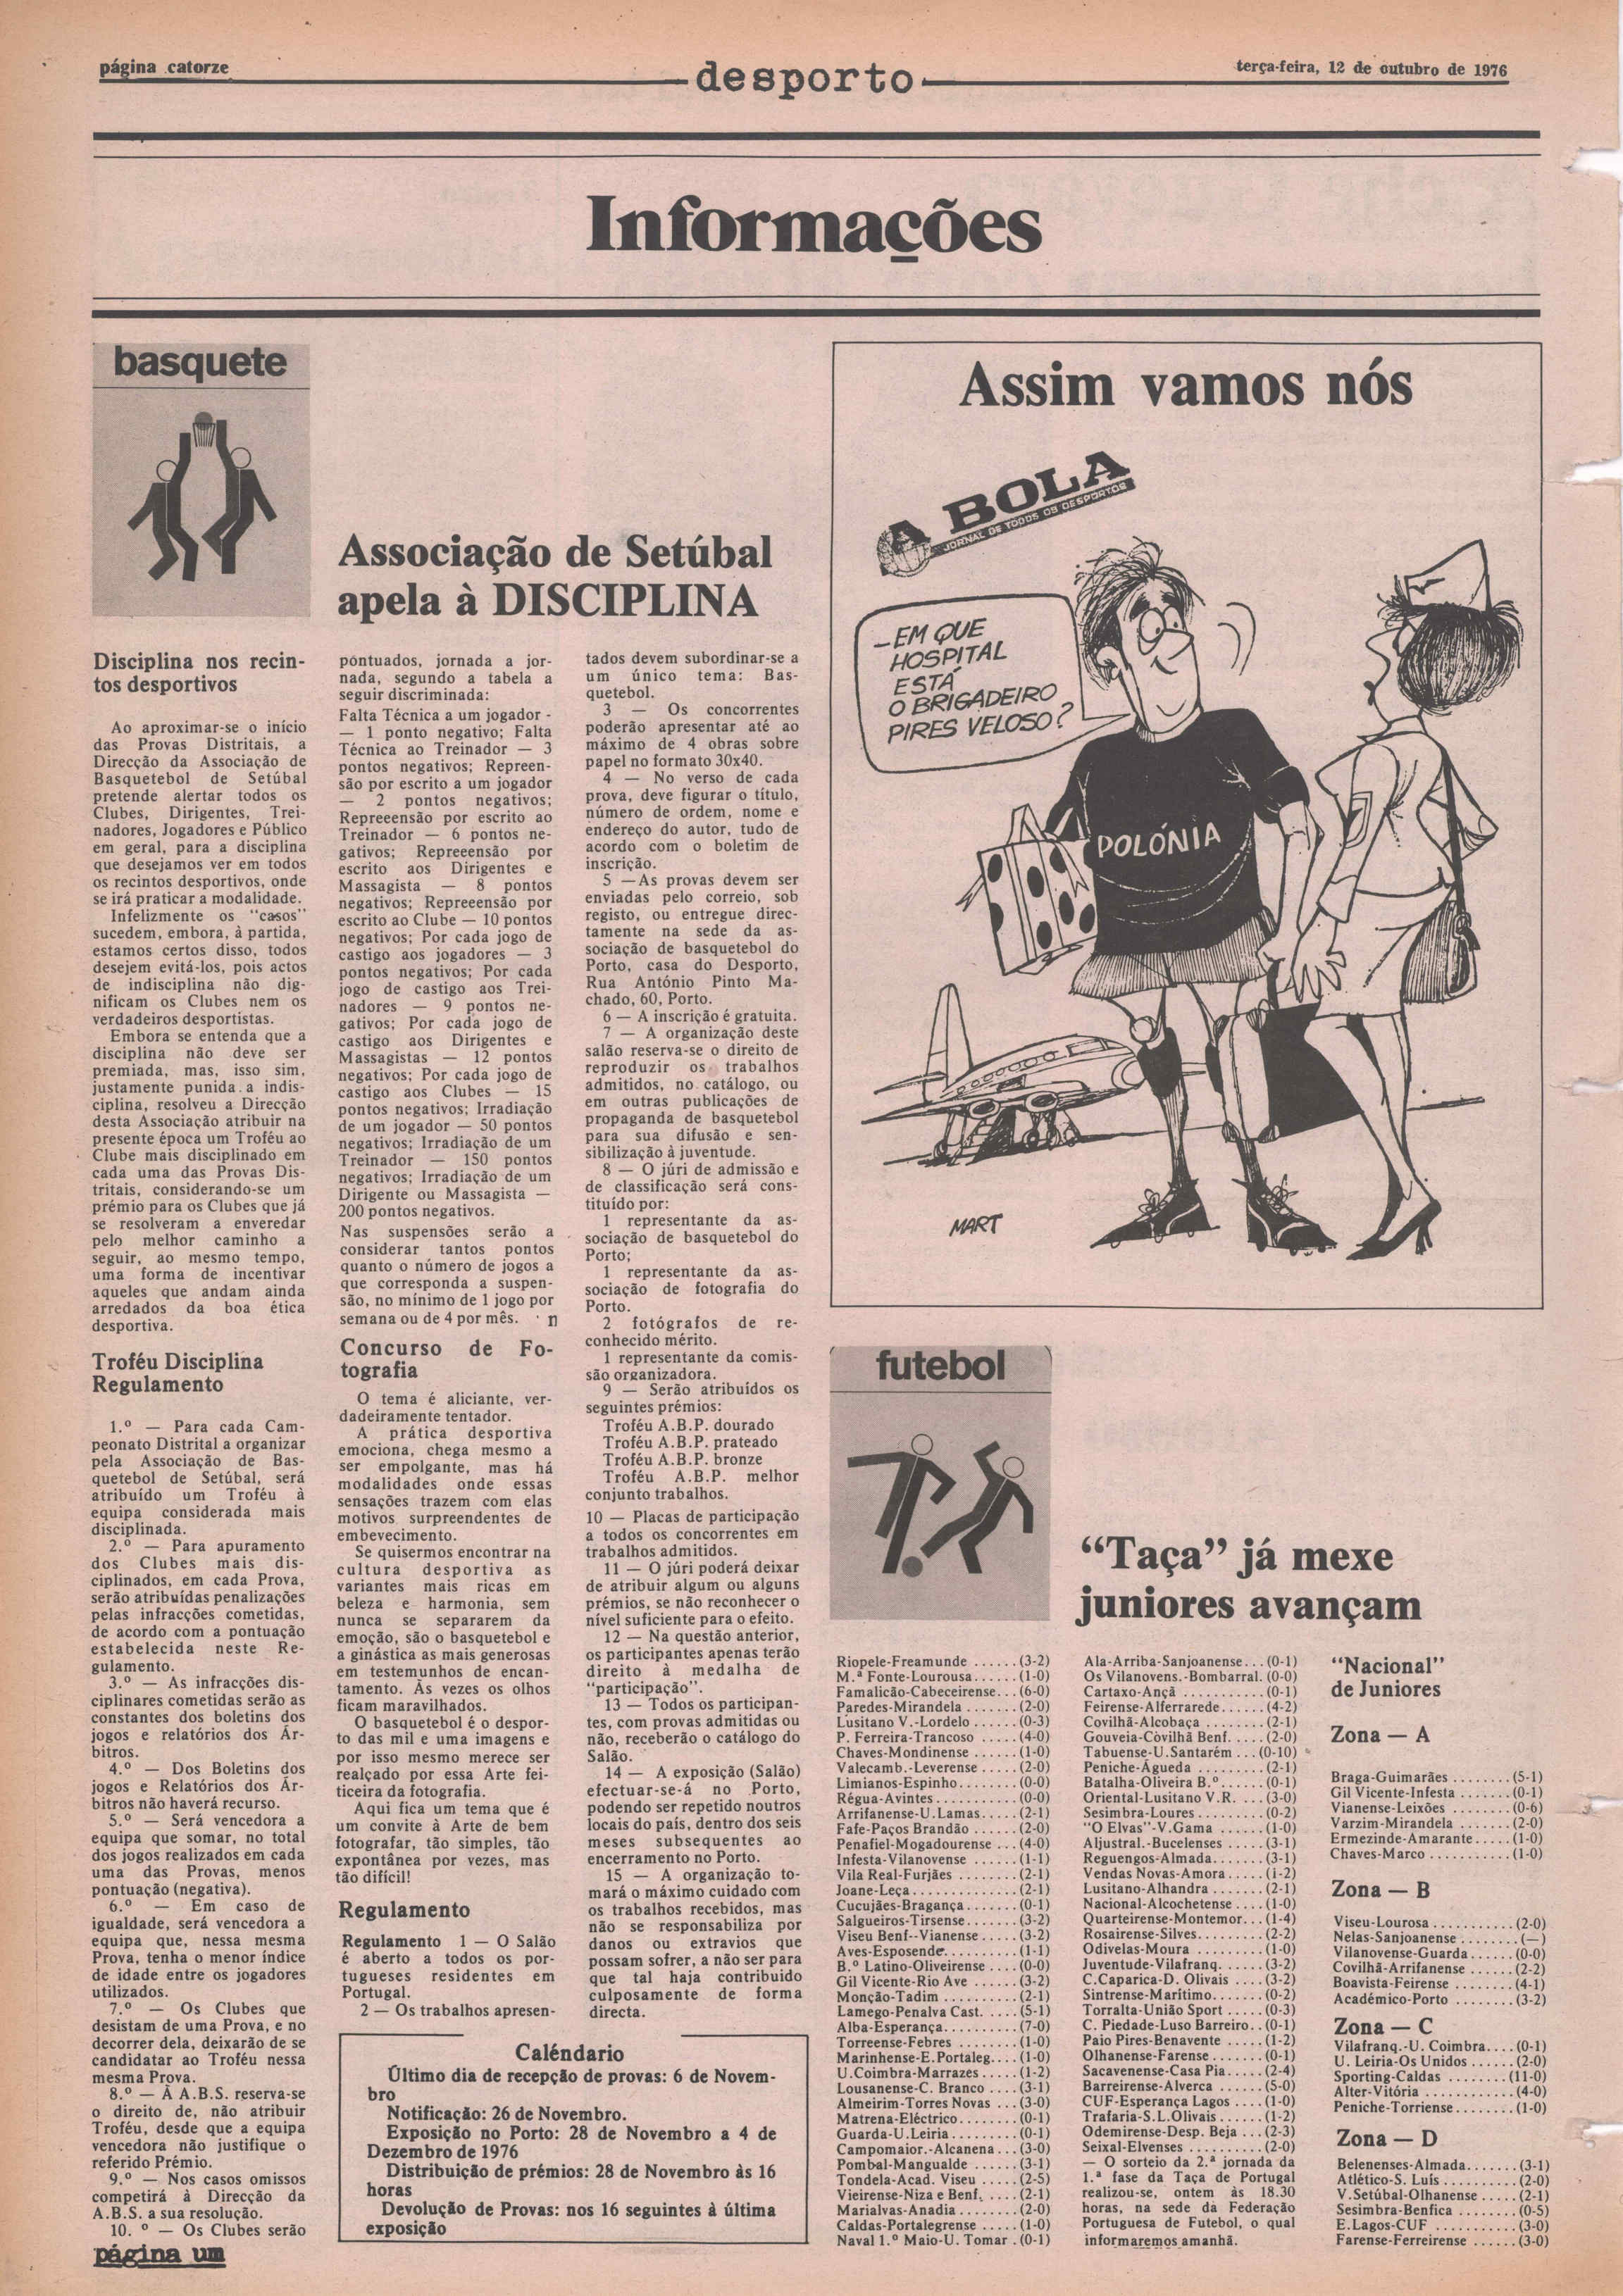 página catorze
desporto
terça-feira, 12 de outubro de 1976
Informações
basquete
Associação de Setúbal
apela à DISCIPLINA
Disciplina nos recin-
tos desportivos
Ao aproximar-se o início
das Provas Distritais, a
Direcção da Associação de
Basquetebol de Setúbal
pretende alertar todos os
Clubes, Dirigentes, Trei-
nadores, Jogadores e Público
em geral, para a disciplina
que desejamos ver em todos
os recintos desportivos, onde
se irá praticar a modalidade.
Infelizmente os "casos"
sucedem, embora, à partida,
estamos certos disso, todos
desejem evitá-los, pois actos
de indisciplina não dig-
nificam os Clubes nem os
verdadeiros desportistas.
Embora se entenda que a
disciplina não deve ser
premiada, mas, isso sim,
justamente punida a indis-
ciplina, resolveu a Direcção
desta Associação atribuir na
presente época um Troféu ao
Clube mais disciplinado em
cada uma das Provas Dis-
tritais, considerando-se um
prémio para os Clubes que já
se resolveram a enveredar
pelo melhor caminho a
seguir, ao mesmo tempo,
uma forma de incentivar
aqueles que andam ainda
arredados da boa ética
desportiva.
Troféu Disciplina
Regulamento
1.º — Para cada Cam-
peonato Distrital a organizar
pela Associação de Bas-
quetebol de Setúbal, será
atribuído um Troféu à
equipa considerada mais
disciplinada.
2.º — Para apuramento
dos Clubes mais dis-
ciplinados, em cada Prova,
serão atribuídas penalizações
pelas infracções cometidas,
de acordo com a pontuação
estabelecida neste Re-
gulamento.
3.º — As infracções dis-
ciplinares cometidas serão as
constantes dos boletins dos
jogos e relatórios dos Ár-
bitros.
4.º — Dos Boletins dos
jogos e Relatórios dos Ár-
bitros não haverá recurso.
5.º — Será vencedora a
equipa que somar, no total
dos jogos realizados em cada
uma das Provas, menos
pontuação (negativa).
6.º — Em caso de
igualdade, será vencedora a
equipa que, nessa mesma
Prova, tenha o menor índice
de idade entre os jogadores
utilizados.
7.º — Os Clubes que
desistam de uma Prova, e no
decorrer dela, deixarão de se
candidatar ao Troféu nessa
mesma Prova.
8.º — À A.B.S. reserva-se
o direito de, não atribuir
Troféu, desde que a equipa
vencedora não justifique o
referido Prémio.
9.º — Nos casos omissos
competirá à Direcção da
A.B.S. a sua resolução.
10. º — Os Clubes serão
página um
pontuados, jornada a jor-
nada, segundo a tabela a
seguir discriminada:
Falta Técnica a um jogador -
— 1 ponto negativo; Falta
Técnica ao Treinador — 3
pontos negativos; Repreen-
são por escrito a um jogador
— 2 pontos negativos;
Repreeensão por escrito ao
Treinador — 6 pontos ne-
gativos; Repreeensão por
escrito aos Dirigentes e
Massagista — 8 pontos
negativos; Repreeensão por
escrito ao Clube — 10 pontos
negativos; Por cada jogo de
castigo aos jogadores — 3
pontos negativos; Por cada
jogo de castigo aos Trei-
nadores — 9 pontos ne-
gativos; Por cada jogo de
castigo aos Dirigentes e
Massagistas — 12 pontos
negativos; Por cada jogo de
castigo aos Clubes — 15
pontos negativos; Irradiação
de um jogador — 50 pontos
negativos; Irradiação de um
Treinador — 150 pontos
negativos; Irradiação de um
Dirigente ou Massagista —
200 pontos negativos.
Nas suspensões serão a
considerar tantos pontos
quanto o número de jogos a
que corresponda a suspen-
são, no mínimo de 1 jogo por
semana ou de 4 por mês. n
Concurso de Fo-
tografia
O tema é aliciante, ver-
dadeiramente tentador.
A prática desportiva
emociona, chega mesmo a
ser empolgante, mas há
modalidades onde essas
sensações trazem com elas
motivos surpreendentes de
embevecimento.
Se quisermos encontrar na
cultura desportiva as
variantes mais ricas em
beleza e harmonia, sem
nunca se separarem da
emoção, são o basquetebol e
a ginástica as mais generosas
em testemunhos de encan-
tamento. Às vezes os olhos
ficam maravilhados.
O basquetebol é o despor-
to das mil e uma imagens e
por isso mesmo merece ser
realçado por essa Arte fei-
ticeira da fotografia.
Aqui fica um tema que é
um convite à Arte de bem
fotografar, tão simples, tão
expontânea por vezes, mas
tão difícil!
Regulamento
Regulamento 1 — O Salão
é aberto a todos os por-
tugueses residentes em
Portugal.
2 — Os trabalhos apresen-
tados devem subordinar-se a
um único tema: Bas-
quetebol.
3 — Os concorrentes
poderão apresentar até ao
máximo de 4 obras sobre
papel no formato 30x40.
4 — No verso de cada
prova, deve figurar o título,
número de ordem, nome e
endereço do autor, tudo de
acordo com o boletim de
inscrição.
5 —As provas devem ser
enviadas pelo correio, sob
registo, ou entregue direc-
tamente na sede da as-
sociação de basquetebol do
Porto, casa do Desporto,
Rua António Pinto Ma-
chado, 60, Porto.
6 — A inscrição é gratuita.
7 — A organização deste
salão reserva-se o direito de
reproduzir os trabalhos
admitidos, no catálogo, ou
em outras publicações de
propaganda de basquetebol
para sua difusão e sen-
sibilização à juventude.
8 — O júri de admissão e
de classificação será cons-
tituído por:
1 representante da as-
sociação de basquetebol do
Porto;
1 representante da as-
sociação de fotografia do
Porto.
2 fotógrafos de re-
conhecido mérito.
1 representante da comis-
são organizadora.
9 — Serão atribuídos os
seguintes prémios:
Troféu A.B.P. dourado
Troféu A.B.P. prateado
Troféu A.B.P. bronze
Troféu A.B.P. melhor
conjunto trabalhos.
10 — Placas de participação
a todos os concorrentes em
trabalhos admitidos.
11 — O júri poderá deixar
de atribuir algum ou alguns
prémios, se não reconhecer o
nível suficiente para o efeito.
12 — Na questão anterior,
os participantes apenas terão
direito à medalha de
"participação".
13 — Todos os participan-
tes, com provas admitidas ou
não, receberão o catálogo do
Salão.
14 — A exposição (Salão)
efectuar-se-á no Porto,
podendo ser repetido noutros
locais do país, dentro dos seis
meses subsequentes ao
encerramento no Porto.
15 — A organização to-
mará o máximo cuidado com
os trabalhos recebidos, mas
não se responsabiliza por
danos ou extravios que
possam sofrer, a não ser para
que tal haja contribuido
culposamente de forma
directa.
Caléndario
Último dia de recepção de provas: 6 de Novem-
bro
Notificação: 26 de Novembro.
Exposição no Porto: 28 de Novembro a 4 de
Dezembro de 1976
Distribuição de prémios: 28 de Novembro às 16
horas
Devolução de Provas: nos 16 seguintes à última
exposição
Assim vamos nós
A BOLA
JORNAL DE TODOS OS DESPORTOS
—EM QUE
HOSPITAL
ESTÁ
O BRIGADEIRO
PIRES VELOSO?
POLÓNIA
MART
futebol
"Taça" já mexe
juniores avançam
Riopele-Freamunde ......(3-2)
M.ª Fonte-Lourousa......(1-0)
Famalicão-Cabeceirense...(6-0)
Paredes-Mirandela .......(2-0)
Lusitano V.-Lordelo ......(0-3)
P. Ferreira-Trancoso .....(4-0)
Chaves-Mondinense ......(1-0)
Valecamb.-Leverense .....(2-0)
Limianos-Espinho........(0-0)
Régua-Avintes...........(0-0)
Arrifanense-U.Lamas.....(2-1)
Fafe-Paços Brandão ......(2-0)
Penafiel-Mogadourense ...(4-0)
Infesta-Vilanovense ......(1-1)
Vila Real-Furjães ........(2-1)
Joane-Leça..............(2-1)
Cucujães-Bragança.......(0-1)
Salgueiros-Tirsense.......(3-2)
Viseu Benf--Vianense .....(3-2)
Aves-Esposende..........(1-1)
B.º Latino-Oliveirense ....(0-0)
Gil Vicente-Rio Ave ......(3-2)
Monção-Tadim ..........(2-1)
Lamego-Penalva Cast. ....(5-1)
Alba-Esperança..........(7-0)
Torreense-Febres ........(1-0)
Marinhense-E.Portaleg....(1-0)
U.Coimbra-Marrazes .....(1-2)
Lousanense-C. Branco ....(3-1)
Almeirim-Torres Novas ...(3-0)
Matrena-Eléctrico........(0-1)
Guarda-U.Leiria.........(0-1)
Campomaior.-Alcanena...(3-0)
Pombal-Mangualde ......(3-1)
Tondela-Acad. Viseu .....(2-5)
Vieirense-Niza e Benf. ....(2-1)
Marialvas-Anadia ........(2-0)
Caldas-Portalegrense .....(1-0)
Naval 1.º Maio-U. Tomar .(0-1)
Ala-Arriba-Sanjoanense...(0-1)
Os Vilanovens.-Bombarral. (0-0)
Cartaxo-Ançã ...........(0-1)
Feirense-Alferrarede......(4-2)
Covilhã-Alcobaça ........(2-1)
Gouveia-Covilhã Benf. ....(2-0)
Tabuense-U.Santarém ...(0-10)
Peniche-Águeda .........(2-1)
Batalha-Oliveira B.º......(0-1)
Oriental-Lusitano V.R. ...(3-0)
Sesimbra-Loures .........(0-2)
"O Elvas"-V.Gama ......(1-0)
Aljustral.-Bucelenses .....(3-1)
Reguengos-Almada.......(3-1)
Vendas Novas-Amora.....(1-2)
Lusitano-Alhandra .......(2-1)
Nacional-Alcochetense ....(1-0)
Quarteirense-Montemor...(1-4)
Rosairense-Silves.........(2-2)
Odivelas-Moura .........(1-0)
Juventude-Vilafranq. .....(3-2)
C.Caparica-D. Olivais ....(3-2)
Sintrense-Marítimo.......(0-2)
Torralta-União Sport .....(0-3)
C. Piedade-Luso Barreiro..(0-1)
Paio Pires-Benavente .....(1-2)
Olhanense-Farense.......(0-1)
Sacavenense-Casa Pia.....(2-4)
Barreirense-Alverca ......(5-0)
CUF-Esperança Lagos ....(1-0)
Trafaria-S.L.Olivais......(1-2)
Odemirense-Desp. Beja ...(2-3)
Seixal-Elvenses ..........(2-0)
— O sorteio da 2.ª jornada da
1.ª fase da Taça de Portugal
realizou-se, ontem às 18.30
horas, na sede da Federação
Portuguesa de Futebol, o qual
informaremos amanhã.
"Nacional"
de Juniores
Zona — A
Braga-Guimarães ........(5-1)
Gil Vicente-Infesta .......(0-1)
Vianense-Leixões ........(0-6)
Varzim-Mirandela .......(2-0)
Ermezinde-Amarante.....(1-0)
Chaves-Marco ...........(1-0)
Zona — B
Viseu-Lourosa...........(2-0)
Nelas-Sanjoanense .......(—)
Vilanovense-Guarda......(0-0)
Covilhã-Arrifanense ......(2-2)
Boavista-Feirense ........(4-1)
Académico-Porto ........(3-2)
Zona — C
Vilafranq.-U. Coimbra....(0-1)
U. Leiria-Os Unidos ......(2-0)
Sporting-Caldas ........(11-0)
Alter-Vitória ............(4-0)
Peniche-Torriense........(1-0)
Zona — D
Belenenses-Almada.......(3-1)
Atlético-S. Luís..........(2-0)
V.Setúbal-Olhanense .....(2-1)
Sesimbra-Benfica ........(0-5)
E.Lagos-CUF ...........(3-0)
Farense-Ferreirense ......(3-0)